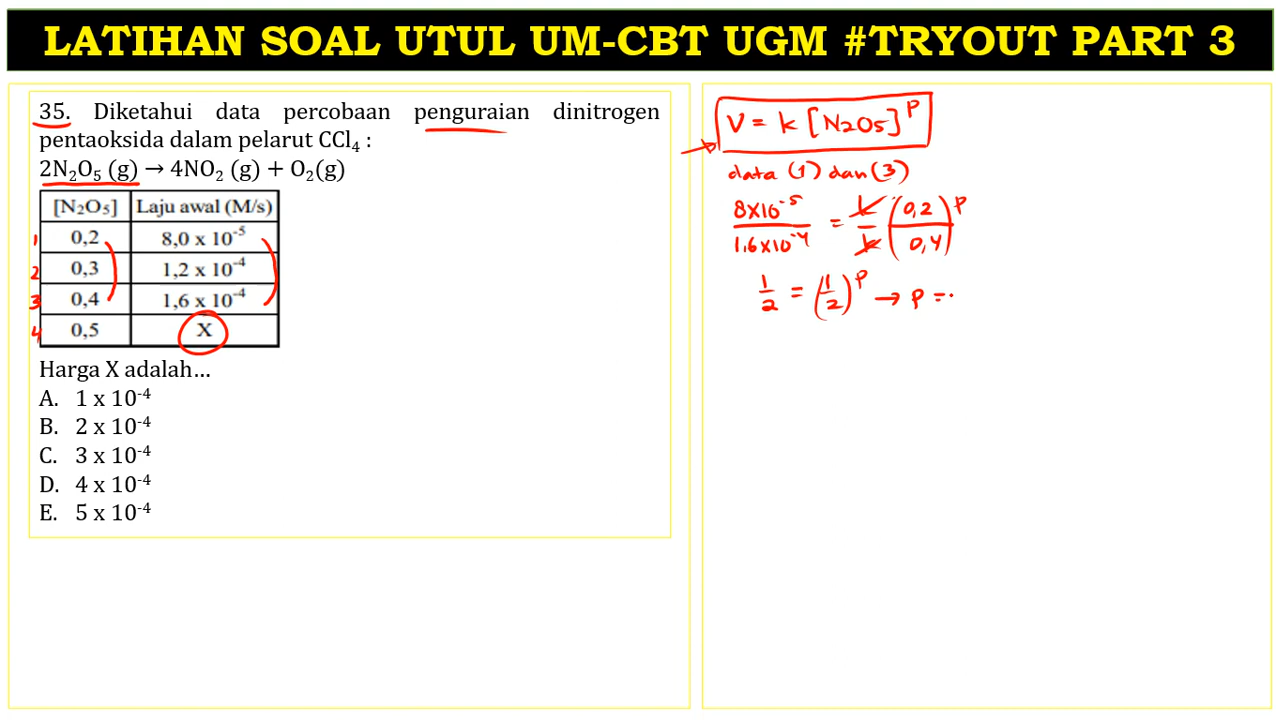 LATIHAN SOAL UTUL UM-CBT UGM #TRYOUT PART 3
35. Diketahui data percobaan penguraian dinitrogen
pentaoksida dalam pelarut CCl₄ :
2N₂O₅ (g) → 4NO₂ (g) + O₂(g)
[N₂O₅] Laju awal (M/s)
1 0,2 8,0 x 10⁻⁵
2 0,3 1,2 x 10⁻⁴
3 0,4 1,6 x 10⁻⁴
4 0,5 X
Harga X adalah...
A. 1 x 10⁻⁴
B. 2 x 10⁻⁴
C. 3 x 10⁻⁴
D. 4 x 10⁻⁴
E. 5 x 10⁻⁴
V = k [N₂O₅]ᵖ
data (1) dan (3)
8x10⁻⁵ / 1,6x10⁻⁴ = k/k (0,2/0,4)ᵖ
1/2 = (1/2)ᵖ → p =